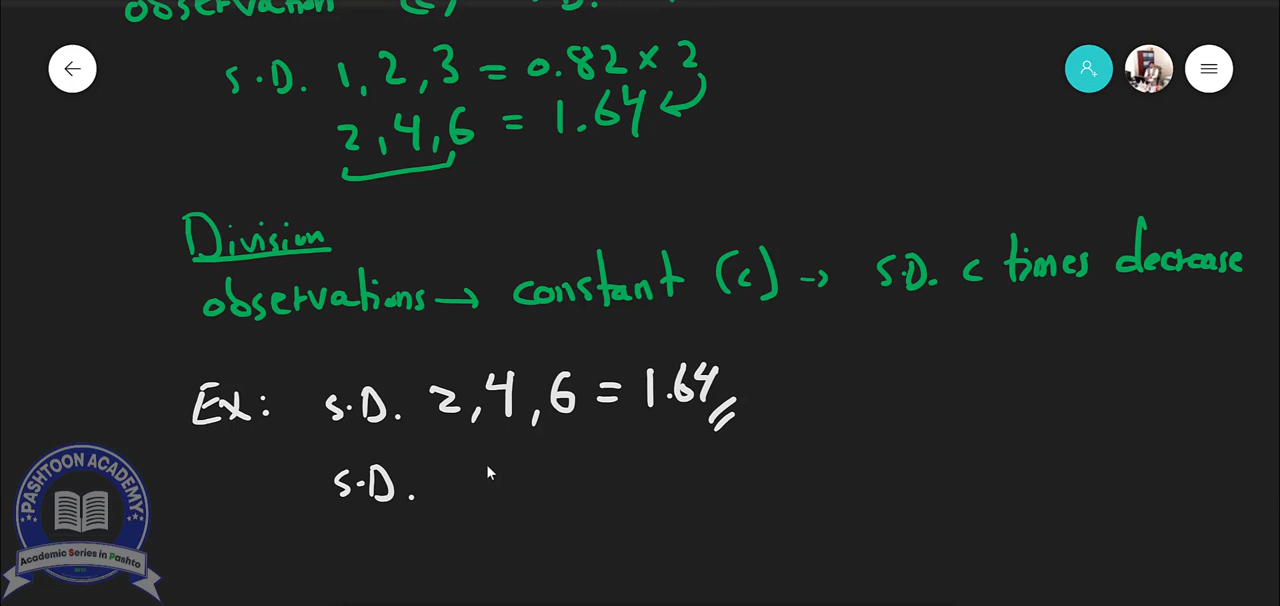 observation (c) S.D.
S.D. 1, 2, 3 = 0.82 × 2
2, 4, 6 = 1.64
Division
observations → constant (c) → S.D. c times decrease
Ex: S.D. 2, 4, 6 = 1.64
S.D.
PASHTOON ACADEMY
Academic Series in Pashto